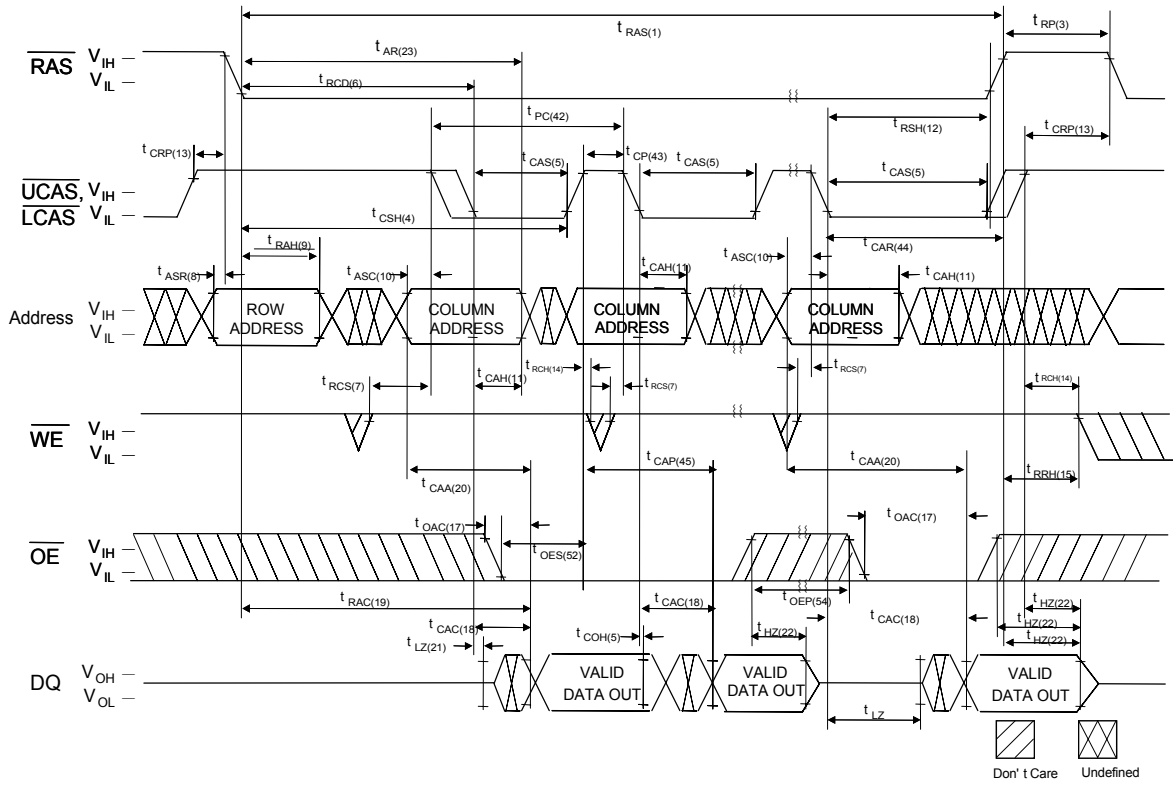 t RAS(1)
t RP(3)
t AR(23)
RAS
V IH
V IL
t RCD(6)
t PC(42)
t RSH(12)
t CRP(13)
t CRP(13)
t CAS(5)
t CP(43)
t CAS(5)
t CAS(5)
UCAS, V IH
LCAS V IL
t CSH(4)
t RAH(9)
t CAR(44)
t ASR(8)
t ASC(10)
t CAH(11)
t ASC(10)
t CAH(11)
Address
V IH
V IL
ROW
ADDRESS
COLUMN
ADDRESS
COLUMN
ADDRESS
COLUMN
ADDRESS
t RCS(7)
t CAH(11)
t RCH(14)
t RCS(7)
t RCS(7)
t RCH(14)
WE
V IH
V IL
t CAA(20)
t CAP(45)
t CAA(20)
t RRH(15)
t OAC(17)
t OES(52)
t OAC(17)
OE
V IH
V IL
t OEP(54)
t RAC(19)
t CAC(18)
t CAC(18)
t CAC(18)
t HZ(22)
t HZ(22)
t HZ(22)
t LZ(21)
t COH(5)
t HZ(22)
DQ
V OH
V OL
VALID
DATA OUT
VALID
DATA OUT
VALID
DATA OUT
t LZ
Don' t Care
Undefined